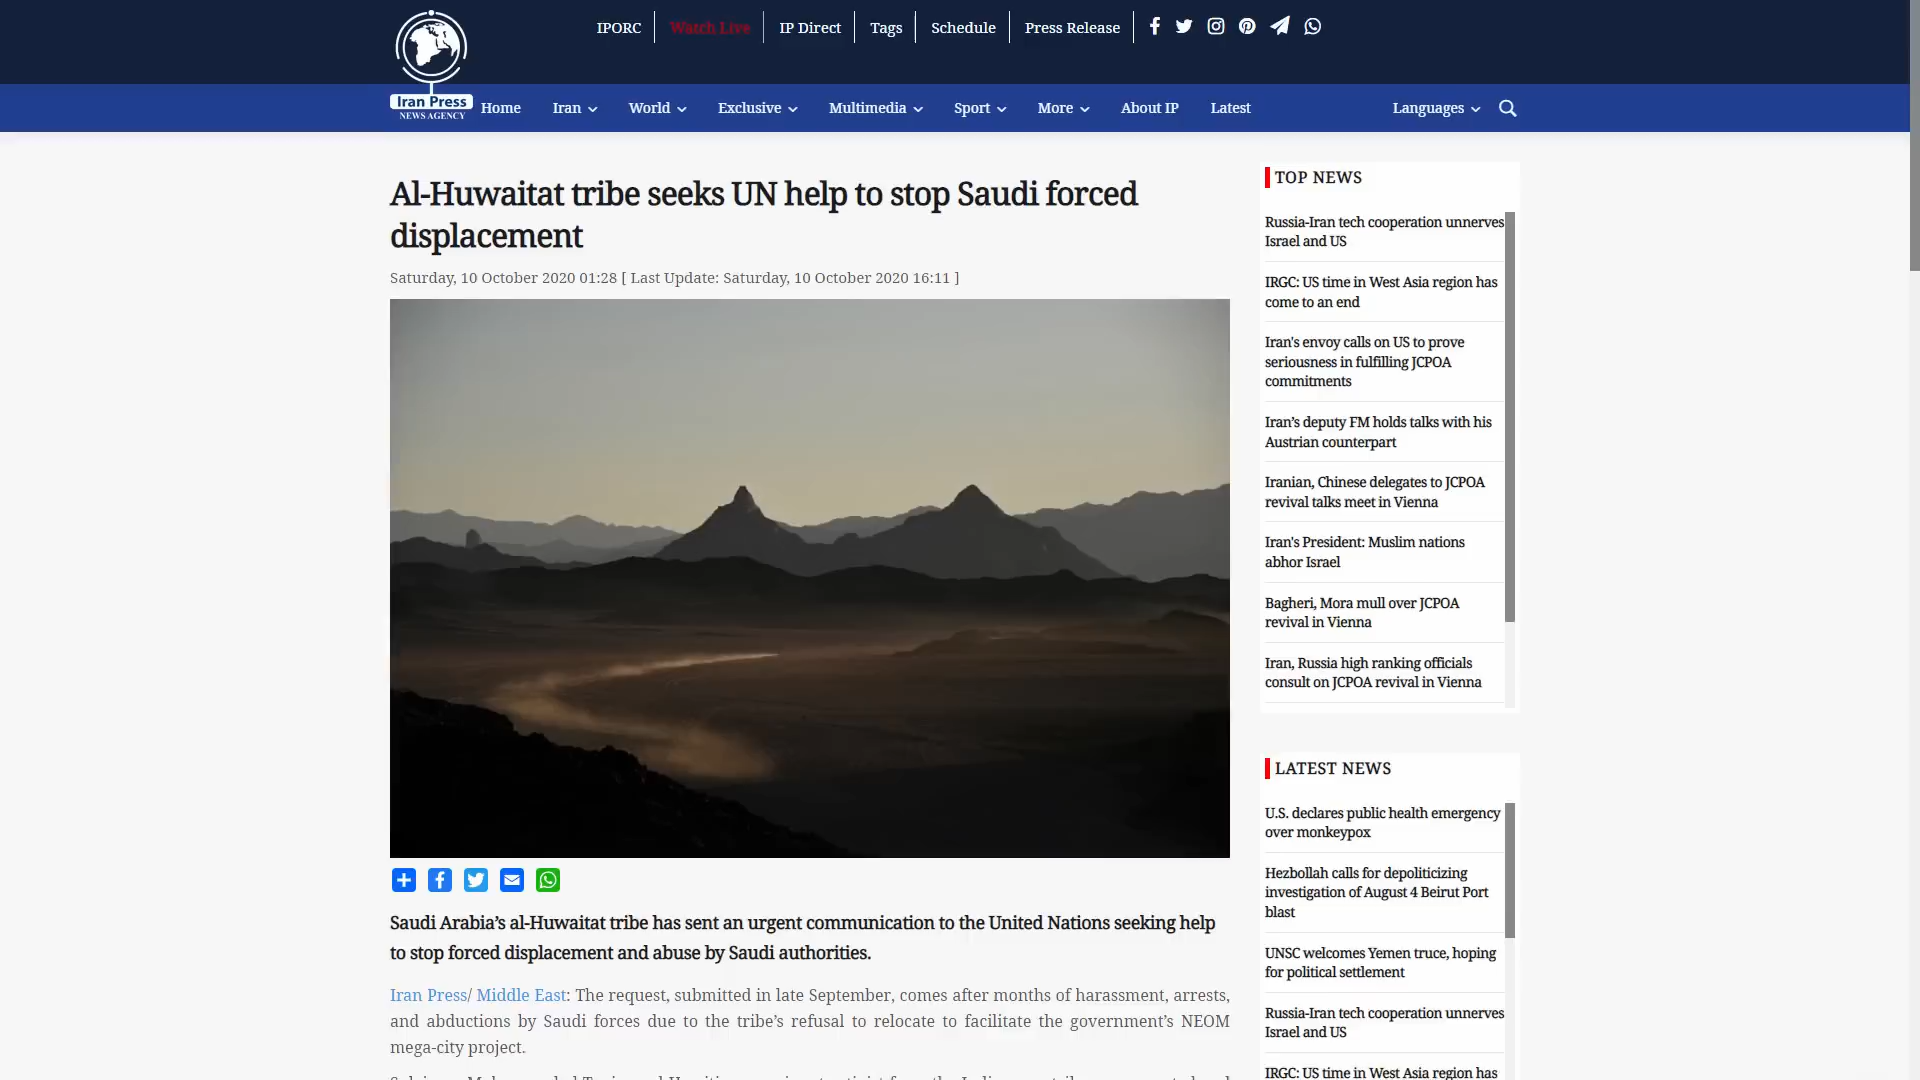 IPORC
Watch Live
IP Direct
Tags
Schedule
Press Release
Iran Press
NEWS AGENCY
Home
Iran
World
Exclusive
Multimedia
Sport
More
About IP
Latest
Languages
Al-Huwaitat tribe seeks UN help to stop Saudi forced
displacement
Saturday, 10 October 2020 01:28 [ Last Update: Saturday, 10 October 2020 16:11 ]
Saudi Arabia’s al-Huwaitat tribe has sent an urgent communication to the United Nations seeking help
to stop forced displacement and abuse by Saudi authorities.
Iran Press/ Middle East: The request, submitted in late September, comes after months of harassment, arrests,
and abductions by Saudi forces due to the tribe’s refusal to relocate to facilitate the government’s NEOM
mega-city project.
TOP NEWS
Russia-Iran tech cooperation unnerves
Israel and US
IRGC: US time in West Asia region has
come to an end
Iran's envoy calls on US to prove
seriousness in fulfilling JCPOA
commitments
Iran’s deputy FM holds talks with his
Austrian counterpart
Iranian, Chinese delegates to JCPOA
revival talks meet in Vienna
Iran's President: Muslim nations
abhor Israel
Bagheri, Mora mull over JCPOA
revival in Vienna
Iran, Russia high ranking officials
consult on JCPOA revival in Vienna
LATEST NEWS
U.S. declares public health emergency
over monkeypox
Hezbollah calls for depoliticizing
investigation of August 4 Beirut Port
blast
UNSC welcomes Yemen truce, hoping
for political settlement
Russia-Iran tech cooperation unnerves
Israel and US
IRGC: US time in West Asia region has